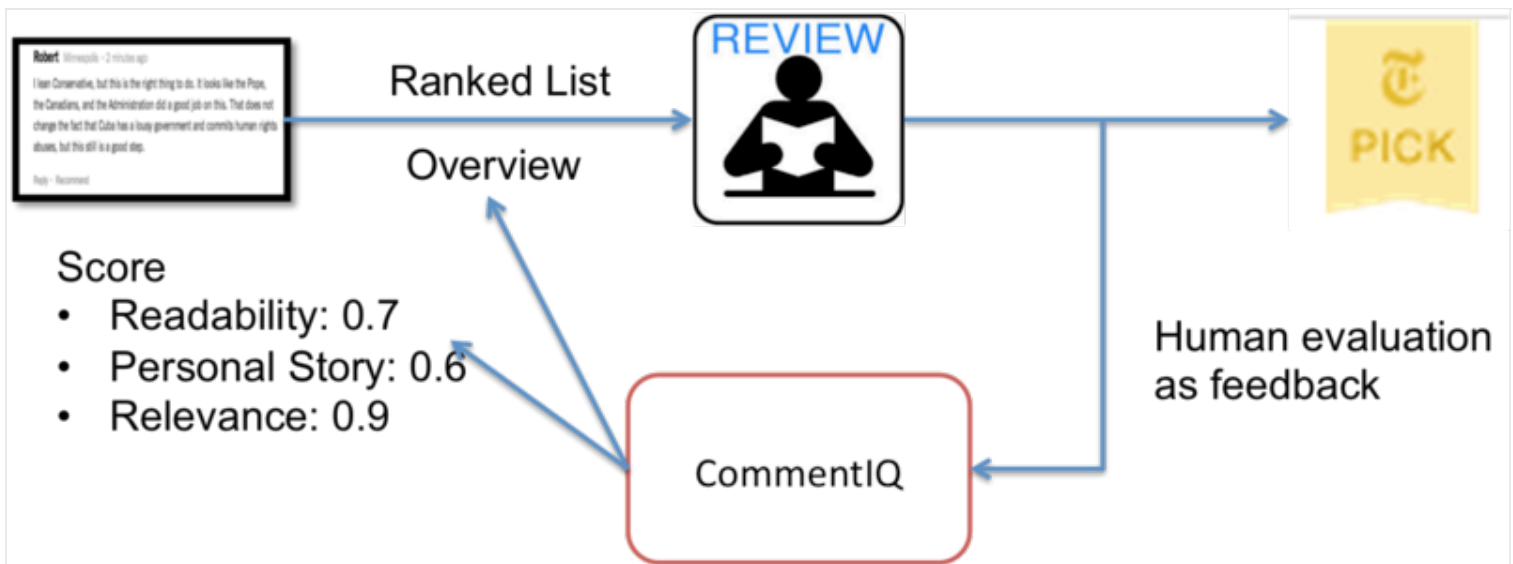 Robert Minneapolis · 2 minutes ago
I lean Conservative, but this is the right thing to do. It looks like the Pope,
the Canadians, and the Administration did a good job on this. That does not
change the fact that Cuba has a lousy government and commits human rights
abuses, but this still is a good step.
Reply · Recommend
Ranked List
Overview
REVIEW
T
PICK
Score
• Readability: 0.7
• Personal Story: 0.6
• Relevance: 0.9
CommentIQ
Human evaluation
as feedback